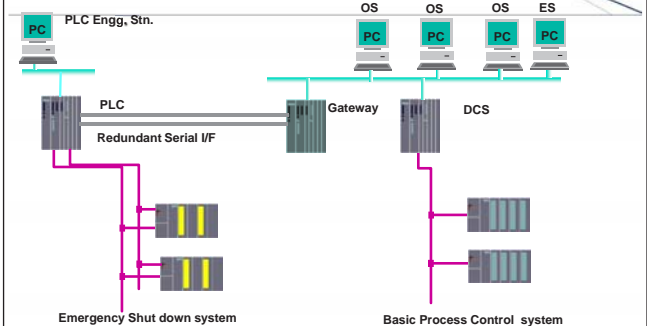 OS OS OS ES
PLC Engg, Stn.
PC PC PC PC PC
PLC
Gateway
DCS
Redundant Serial I/F
Emergency Shut down system
Basic Process Control system